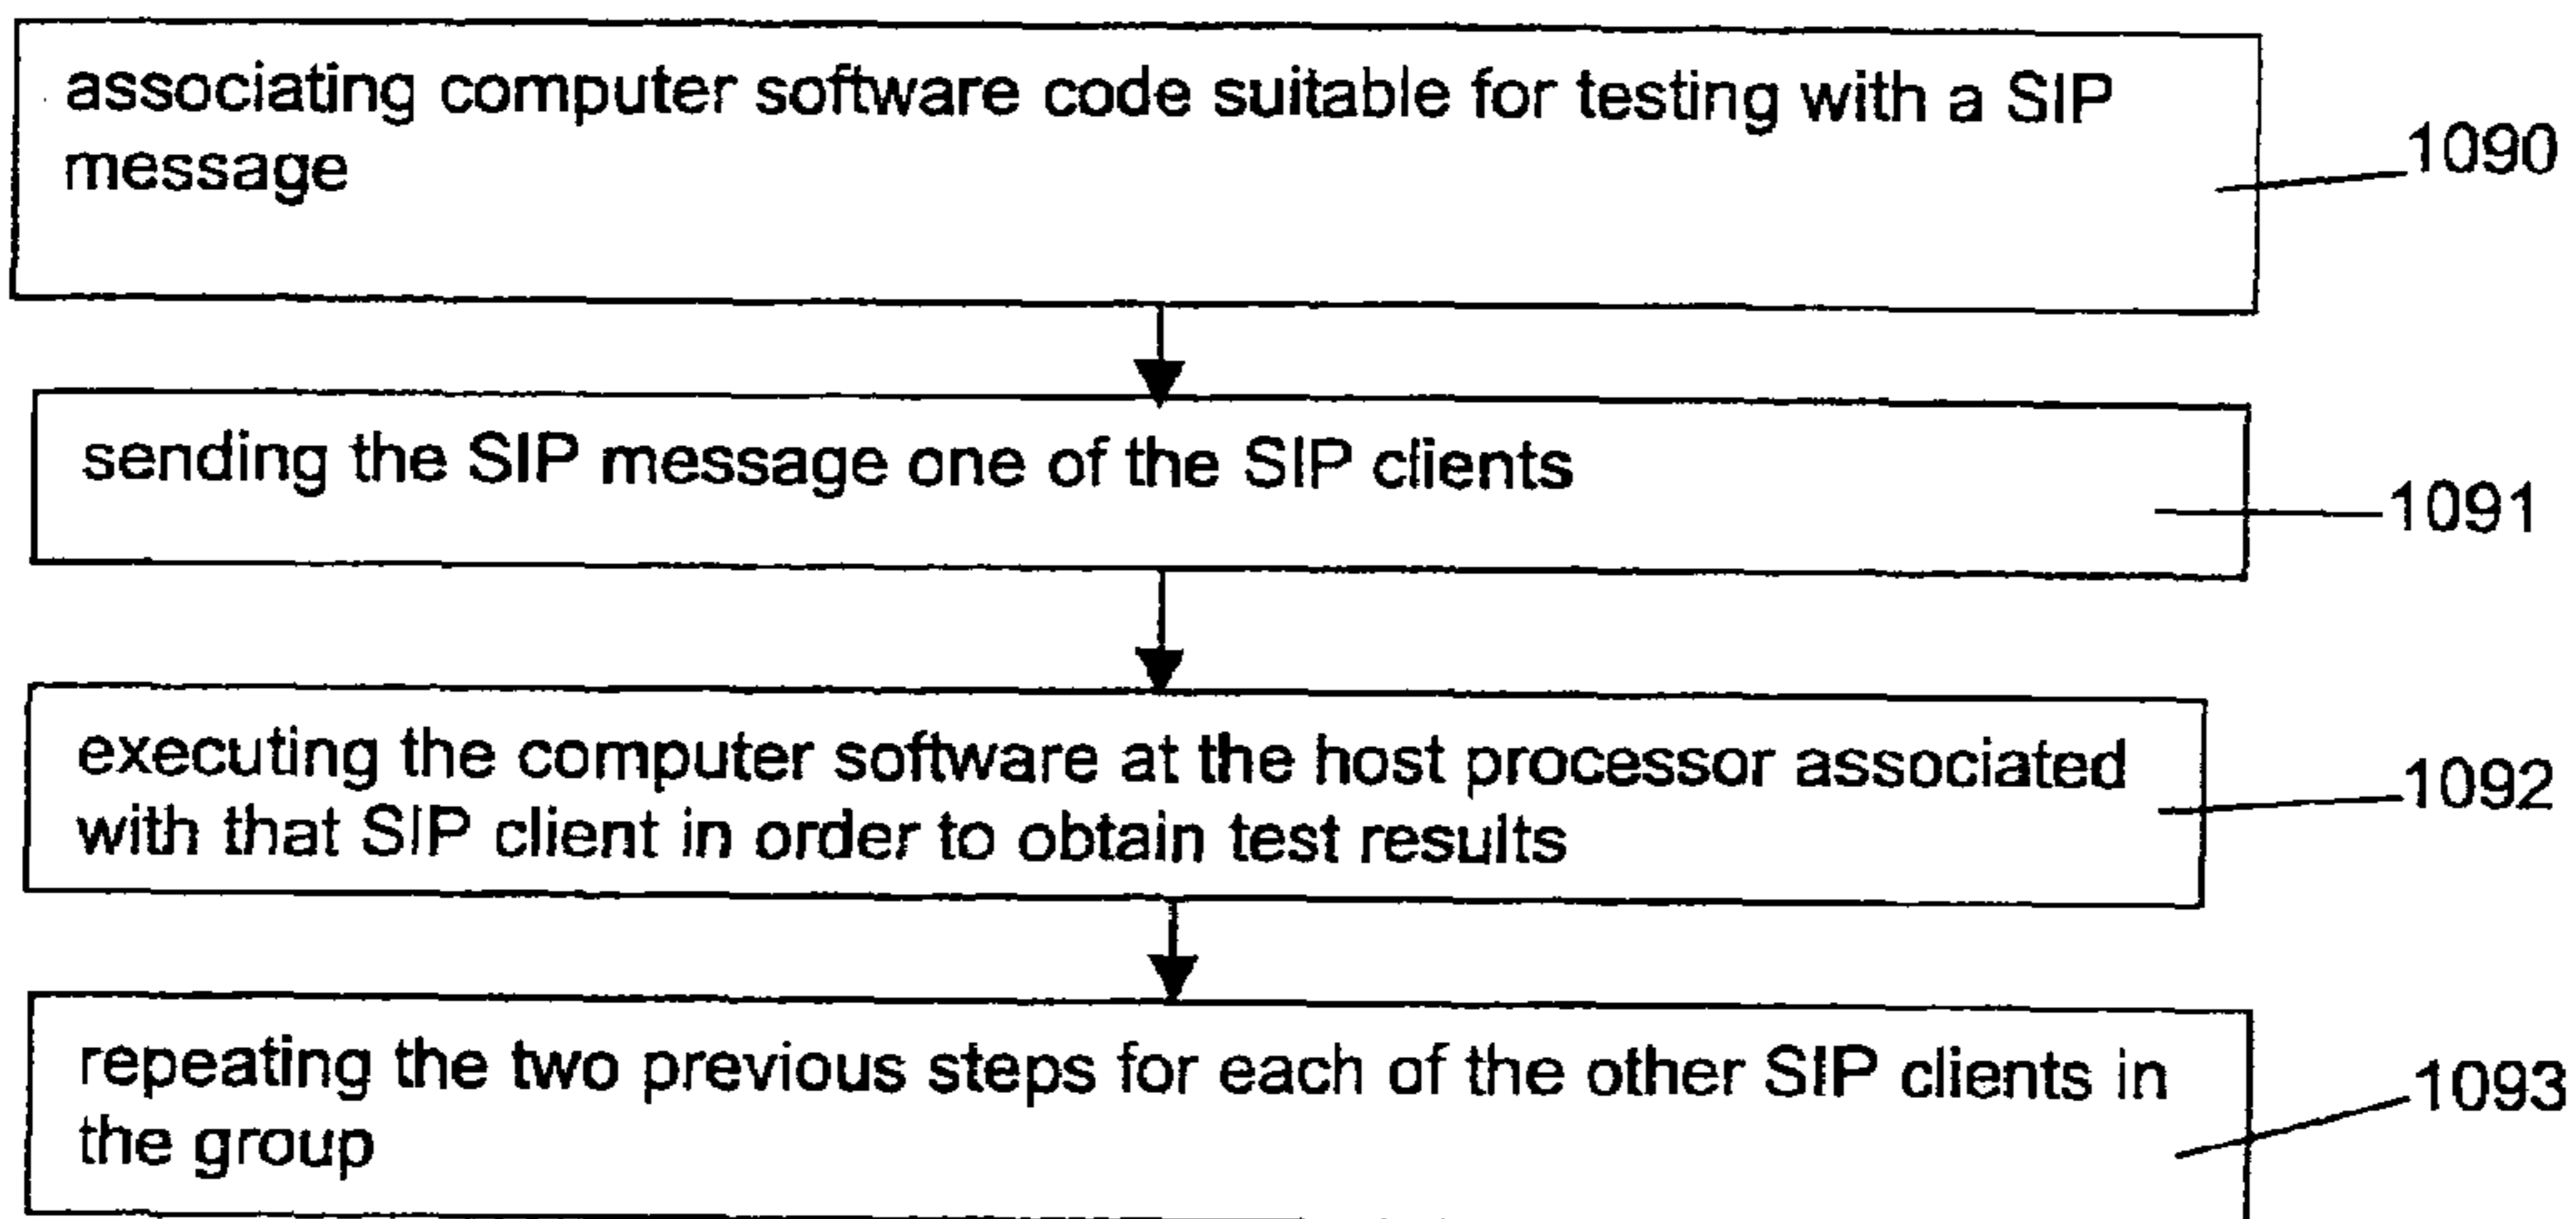 associating computer software code suitable for testing with a SIP
message
1090
sending the SIP message one of the SIP clients
1091
executing the computer software at the host processor associated
with that SIP client in order to obtain test results
1092
repeating the two previous steps for each of the other SIP clients in
the group
1093